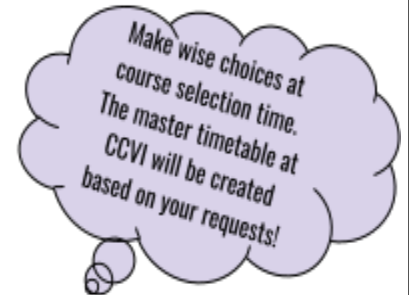 Make wise choices at
course selection time.
The master timetable at
CCVI will be created
based on your requests!